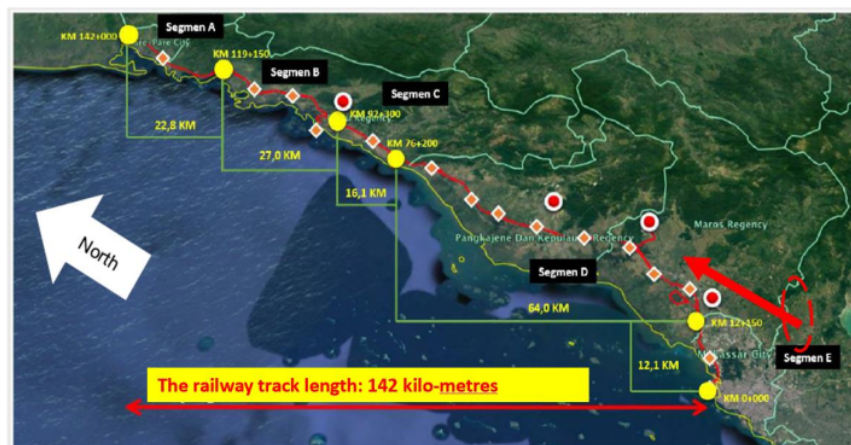 Segmen A
KM 142+000
KM 119+150
Segmen B
Segmen C
KM 92+300
Regency
22,8 KM
KM 76+200
27,0 KM
16,1 KM
North
Maros Regency
Pangkajene Dan Kepulauan Regency
Segmen D
64,0 KM
KM 12+150
12,1 KM
Makassar City
Segmen E
The railway track length: 142 kilo-metres
KM 0+000